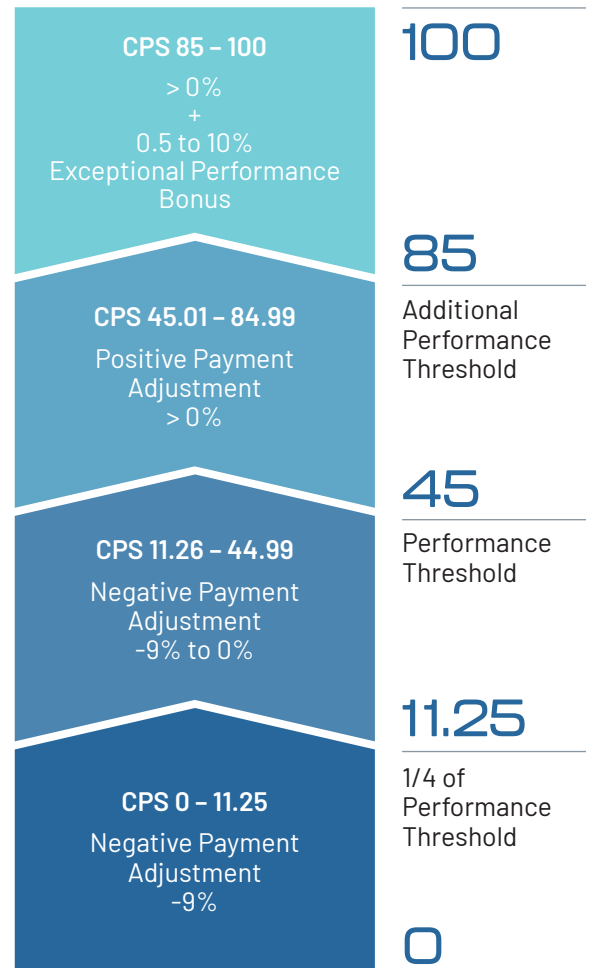 CPS 85 – 100
> 0%
+
0.5 to 10%
Exceptional Performance
Bonus
100
85
Additional
Performance
Threshold
CPS 45.01 – 84.99
Positive Payment
Adjustment
> 0%
45
Performance
Threshold
CPS 11.26 – 44.99
Negative Payment
Adjustment
-9% to 0%
11.25
1/4 of
Performance
Threshold
CPS 0 – 11.25
Negative Payment
Adjustment
-9%
0